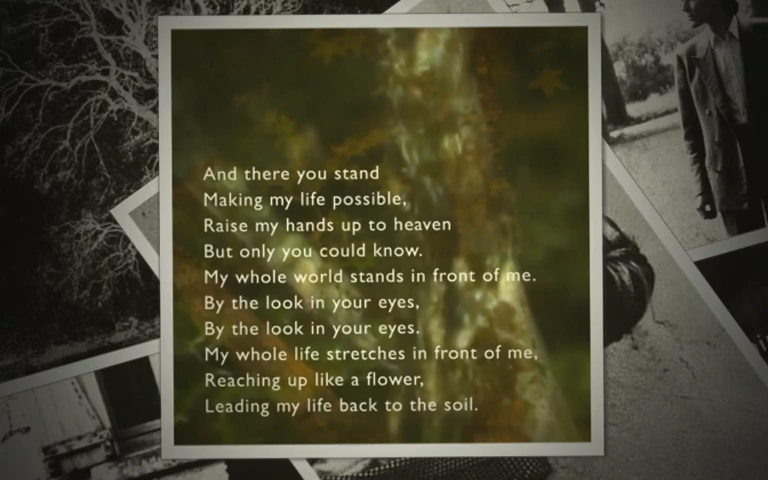 And there you stand
Making my life possible,
Raise my hands up to heaven
But only you could know.
My whole world stands in front of me.
By the look in your eyes,
By the look in your eyes.
My whole life stretches in front of me,
Reaching up like a flower,
Leading my life back to the soil.